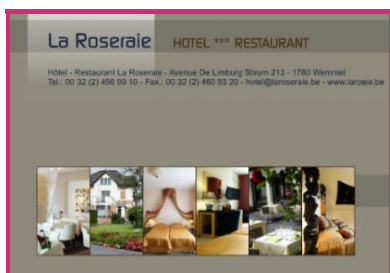 La Roseraie HOTEL *** RESTAURANT
Hôtel - Restaurant La Roseraie - Avenue De Limburg Stirum 213 - 1780 Wemmel
Tel.: 00 32 (2) 456 99 10 - Fax.: 00 32 (2) 460 83 20 - hotel@laroseraie.be - www.larosaie.be